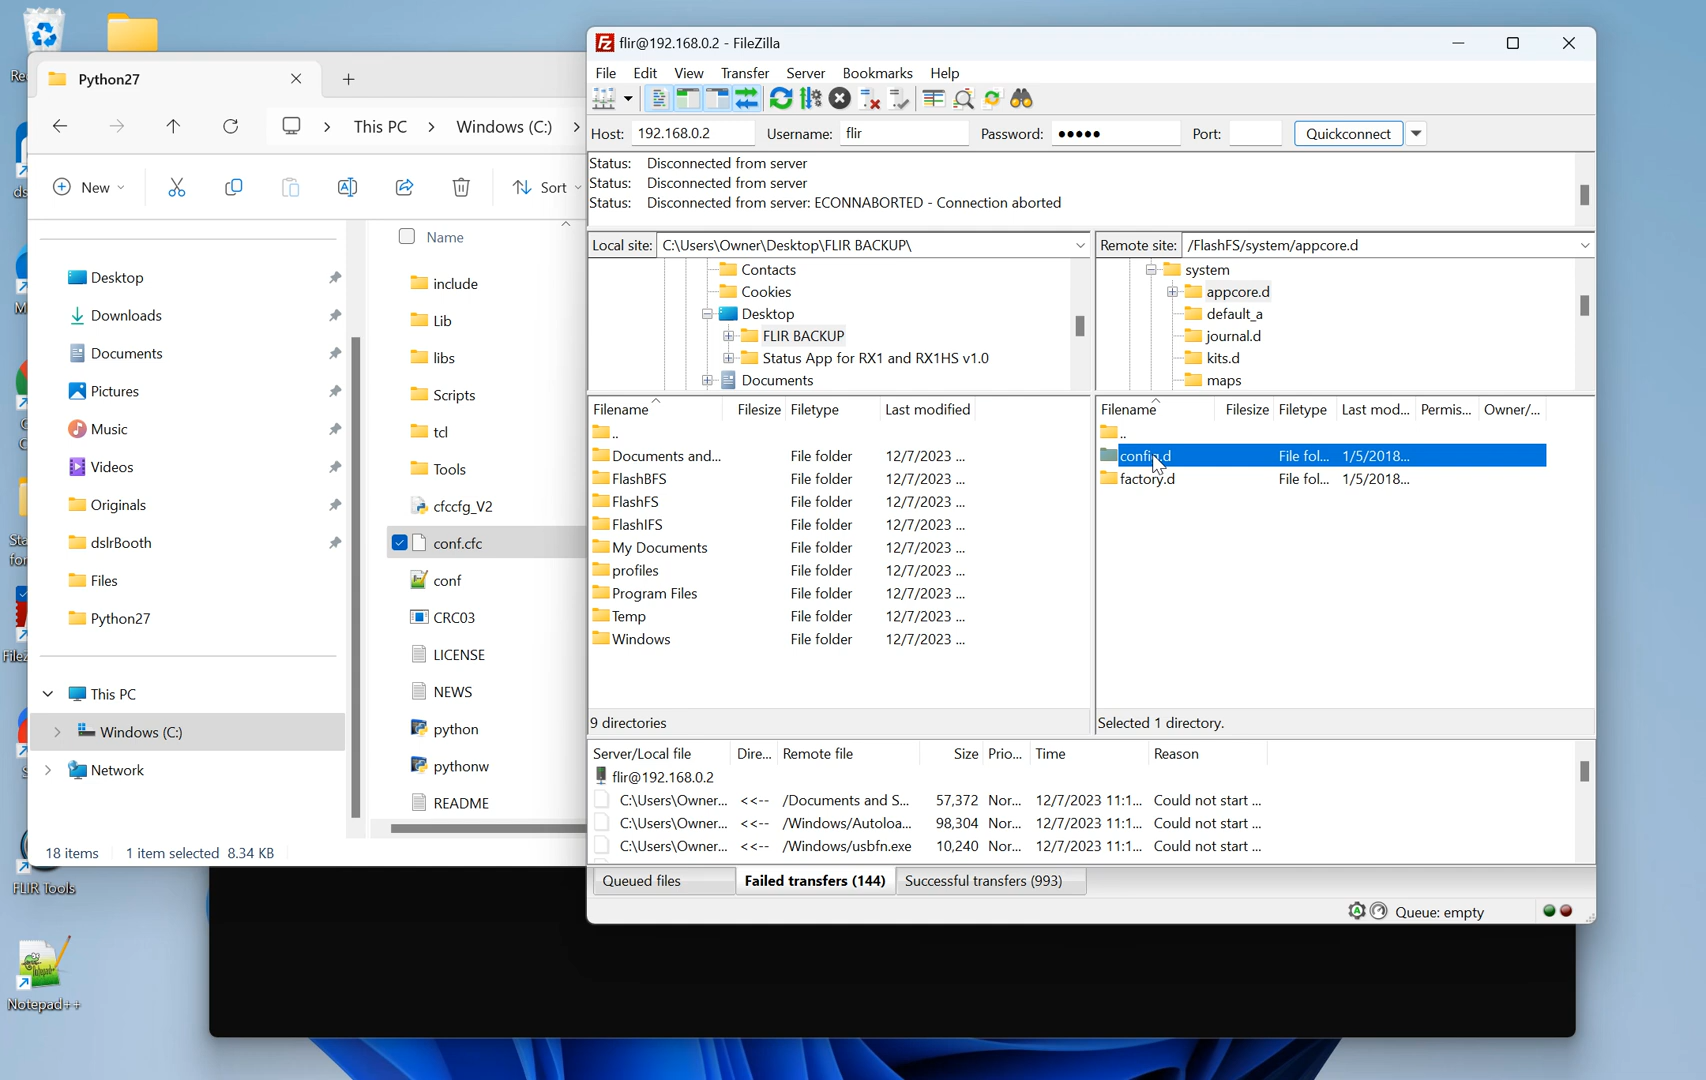 Python27
This PC
Windows (C:)
New
Sort
Name
Desktop
Downloads
Documents
Pictures
Music
Videos
Originals
dslrBooth
Files
Python27
This PC
Windows (C:)
Network
include
Lib
libs
Scripts
tcl
Tools
cfccfg_V2
conf.cfc
conf
CRC03
LICENSE
NEWS
python
pythonw
README
18 items 1 item selected 8.34 KB
FLIR Tools
Notepad++
flir@192.168.0.2 - FileZilla
File Edit View Transfer Server Bookmarks Help
Host: 192.168.0.2 Username: flir Password: ●●●●● Port: Quickconnect
Status: Disconnected from server
Status: Disconnected from server
Status: Disconnected from server: ECONNABORTED - Connection aborted
Local site: C:\Users\Owner\Desktop\FLIR BACKUP\
Contacts
Cookies
Desktop
FLIR BACKUP
Status App for RX1 and RX1HS v1.0
Documents
Remote site: /FlashFS/system/appcore.d
system
appcore.d
default_a
journal.d
kits.d
maps
Filename Filesize Filetype Last modified
..
Documents and... File folder 12/7/2023 ...
FlashBFS File folder 12/7/2023 ...
FlashFS File folder 12/7/2023 ...
FlashIFS File folder 12/7/2023 ...
My Documents File folder 12/7/2023 ...
profiles File folder 12/7/2023 ...
Program Files File folder 12/7/2023 ...
Temp File folder 12/7/2023 ...
Windows File folder 12/7/2023 ...
9 directories
Filename Filesize Filetype Last mod... Permis... Owner/...
..
config.d File fol... 1/5/2018...
factory.d File fol... 1/5/2018...
Selected 1 directory.
Server/Local file Dire... Remote file Size Prio... Time Reason
flir@192.168.0.2
C:\Users\Owner... <<-- /Documents and S... 57,372 Nor... 12/7/2023 11:1... Could not start ...
C:\Users\Owner... <<-- /Windows/Autoloa... 98,304 Nor... 12/7/2023 11:1... Could not start ...
C:\Users\Owner... <<-- /Windows/usbfn.exe 10,240 Nor... 12/7/2023 11:1... Could not start ...
Queued files Failed transfers (144) Successful transfers (993)
Queue: empty